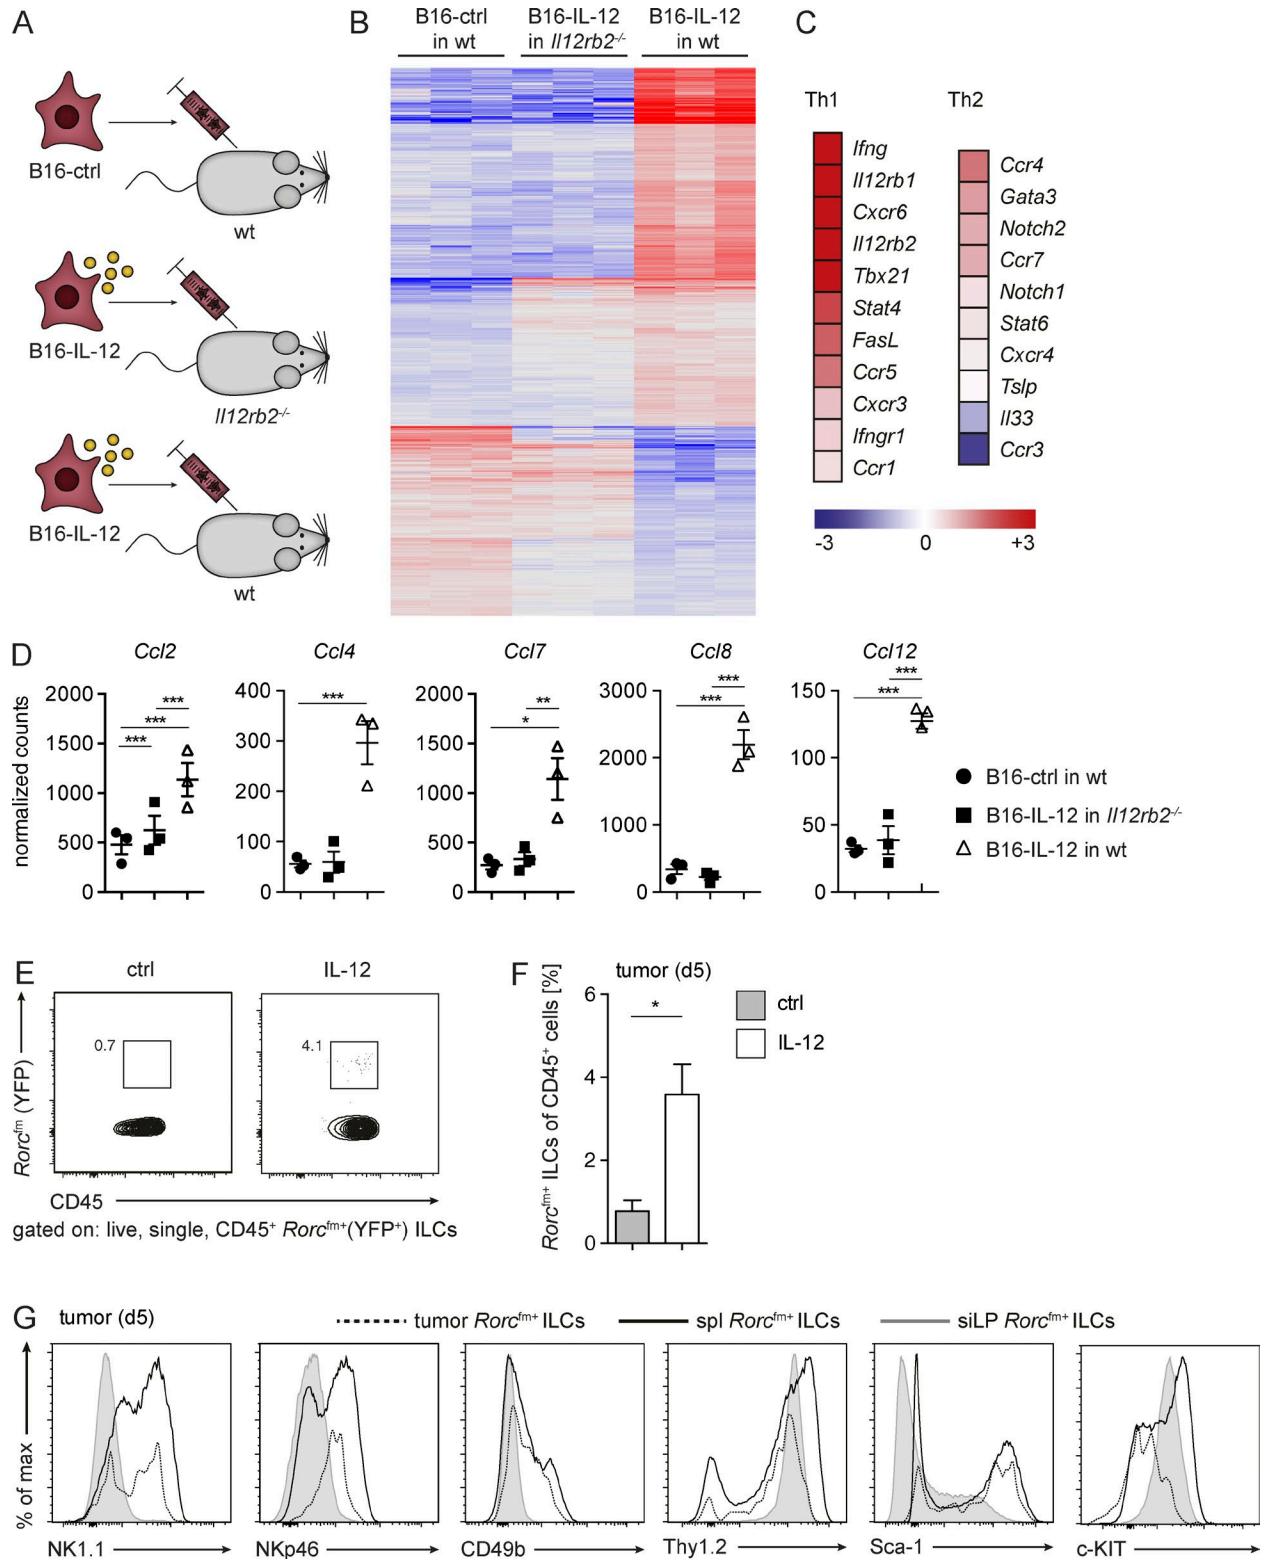 A
B16-ctrl
wt
B16-IL-12
Il12rb2-/-
B16-IL-12
wt
B
B16-ctrl
in wt
B16-IL-12
in Il12rb2-/-
B16-IL-12
in wt
C
Th1
Ifng
Il12rb1
Cxcr6
Il12rb2
Tbx21
Stat4
FasL
Ccr5
Cxcr3
Ifngr1
Ccr1
Th2
Ccr4
Gata3
Notch2
Ccr7
Notch1
Stat6
Cxcr4
Tslp
Il33
Ccr3
-3 0 +3
D
normalized counts
Ccl2
2000
1500
1000
500
0
***
***
***
Ccl4
400
300
200
100
0
***
Ccl7
2000
1500
1000
500
0
**
*
Ccl8
3000
2000
1000
0
***
***
Ccl12
150
100
50
0
***
***
B16-ctrl in wt
B16-IL-12 in Il12rb2-/-
B16-IL-12 in wt
E
ctrl
IL-12
0.7
4.1
Rorcfm (YFP)
CD45
gated on: live, single, CD45+ Rorcfm+(YFP+) ILCs
F
tumor (d5)
Rorcfm+ ILCs of CD45+ cells [%]
6
4
2
0
*
ctrl
IL-12
G
tumor (d5)
tumor Rorcfm+ ILCs
spl Rorcfm+ ILCs
siLP Rorcfm+ ILCs
% of max
NK1.1
NKp46
CD49b
Thy1.2
Sca-1
c-KIT